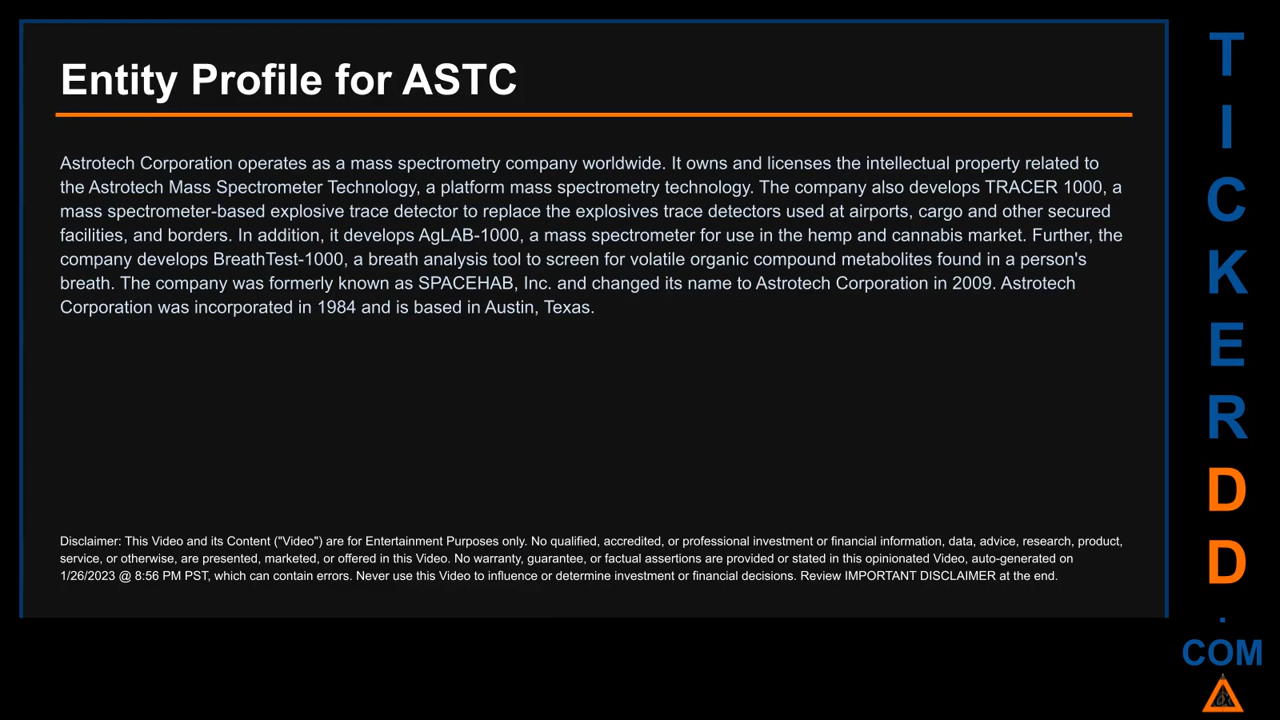 Entity Profile for ASTC
Astrotech Corporation operates as a mass spectrometry company worldwide. It owns and licenses the intellectual property related to
the Astrotech Mass Spectrometer Technology, a platform mass spectrometry technology. The company also develops TRACER 1000, a
mass spectrometer-based explosive trace detector to replace the explosives trace detectors used at airports, cargo and other secured
facilities, and borders. In addition, it develops AgLAB-1000, a mass spectrometer for use in the hemp and cannabis market. Further, the
company develops BreathTest-1000, a breath analysis tool to screen for volatile organic compound metabolites found in a person's
breath. The company was formerly known as SPACEHAB, Inc. and changed its name to Astrotech Corporation in 2009. Astrotech
Corporation was incorporated in 1984 and is based in Austin, Texas.
Disclaimer: This Video and its Content ("Video") are for Entertainment Purposes only. No qualified, accredited, or professional investment or financial information, data, advice, research, product,
service, or otherwise, are presented, marketed, or offered in this Video. No warranty, guarantee, or factual assertions are provided or stated in this opinionated Video, auto-generated on
1/26/2023 @ 8:56 PM PST, which can contain errors. Never use this Video to influence or determine investment or financial decisions. Review IMPORTANT DISCLAIMER at the end.
T
I
C
K
E
R
D
D
.
COM